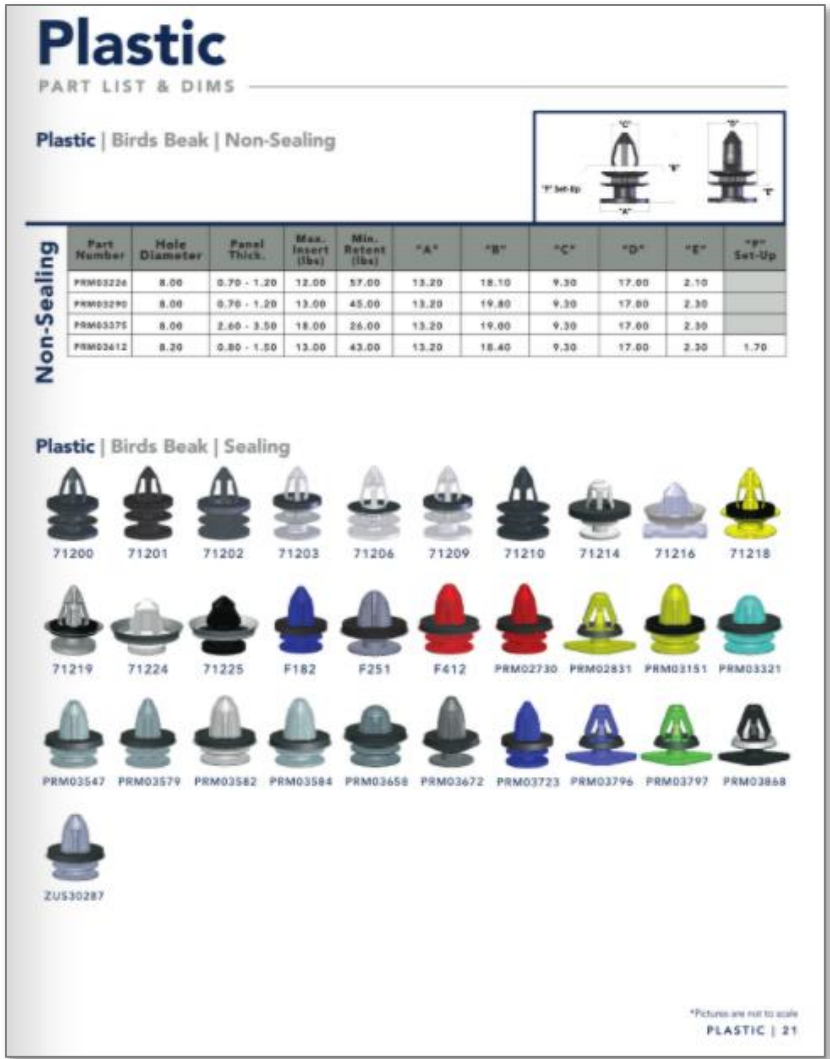 Plastic
PART LIST & DIMS
Plastic | Birds Beak | Non-Sealing
"C"
"D"
"B"
"F" Set-Up
"E"
"A"
Non-Sealing
Part Number Hole Diameter Panel Thick. Max. Insert (lbs) Min. Retent (lbs) "A" "B" "C" "D" "E" "F" Set-Up
PRM03226 8.00 0.70 - 1.20 12.00 57.00 13.20 18.10 9.30 17.00 2.10
PRM03290 8.00 0.70 - 1.20 13.00 45.00 13.20 19.80 9.30 17.00 2.30
PRM03375 8.00 2.60 - 3.50 18.00 26.00 13.20 19.00 9.30 17.00 2.30
PRM03612 8.20 0.80 - 1.50 13.00 43.00 13.20 18.40 9.30 17.00 2.30 1.70
Plastic | Birds Beak | Sealing
71200 71201 71202 71203 71206 71209 71210 71214 71216 71218
71219 71224 71225 F182 F251 F412 PRM02730 PRM02831 PRM03151 PRM03321
PRM03547 PRM03579 PRM03582 PRM03584 PRM03658 PRM03672 PRM03723 PRM03796 PRM03797 PRM03868
ZUS30287
*Pictures are not to scale
PLASTIC | 21